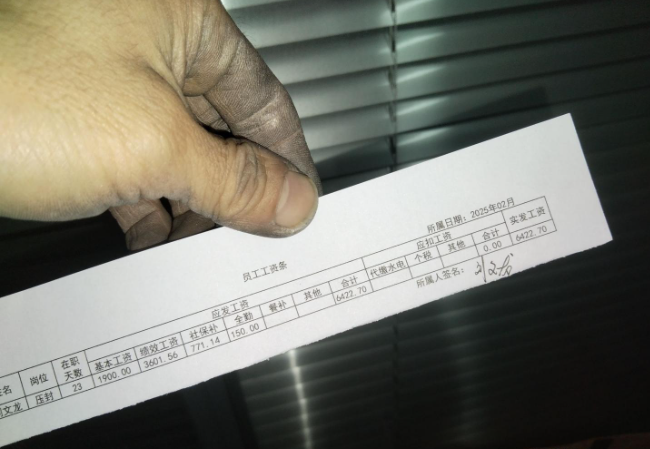 员工工资条
所属日期：2025年02月
签名 岗位 在职天数 应发工资 应扣工资 实发工资
基本工资 绩效工资 社保补 全勤 餐补 其他 合计 代缴水电 个税 其他 合计
文龙 压封 23 1900.00 3601.56 771.14 150.00 6422.70 0.00 6422.70
所属人签名：